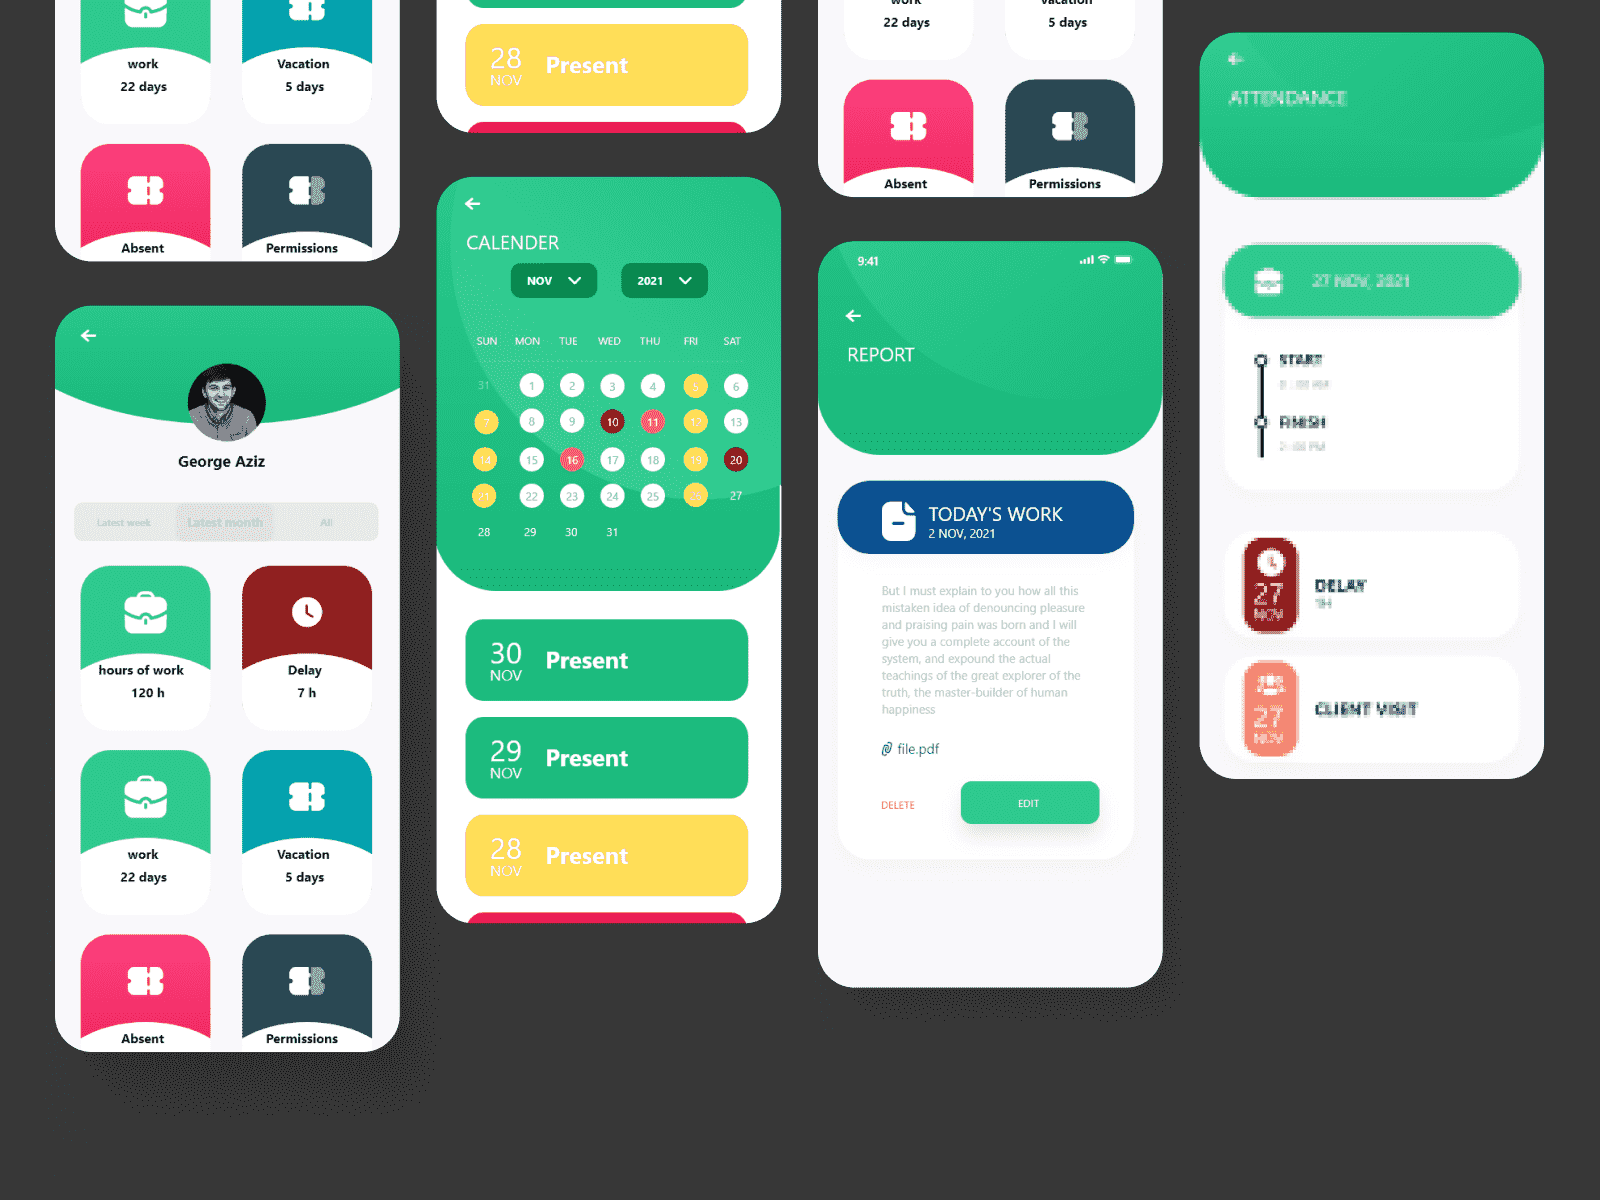 work
22 days
Vacation
5 days
Absent
Permissions
George Aziz
Latest week
Latest month
All
hours of work
120 h
Delay
7 h
work
22 days
Vacation
5 days
Absent
Permissions
28
NOV
Present
CALENDER
NOV
2021
SUN MON TUE WED THU FRI SAT
31 1 2 3 4 5 6
7 8 9 10 11 12 13
14 15 16 17 18 19 20
21 22 23 24 25 26 27
28 29 30 31
30
NOV
Present
29
NOV
Present
28
NOV
Present
work
22 days
Vacation
5 days
Absent
Permissions
9:41
REPORT
TODAY'S WORK
2 NOV, 2021
But I must explain to you how all this
mistaken idea of denouncing pleasure
and praising pain was born and I will
give you a complete account of the
system, and expound the actual
teachings of the great explorer of the
truth, the master-builder of human
happiness
file.pdf
DELETE
EDIT
ATTENDANCE
27 NOV, 2021
START
FINISH
27
NOV
DELAY
27
NOV
CLIENT VISIT